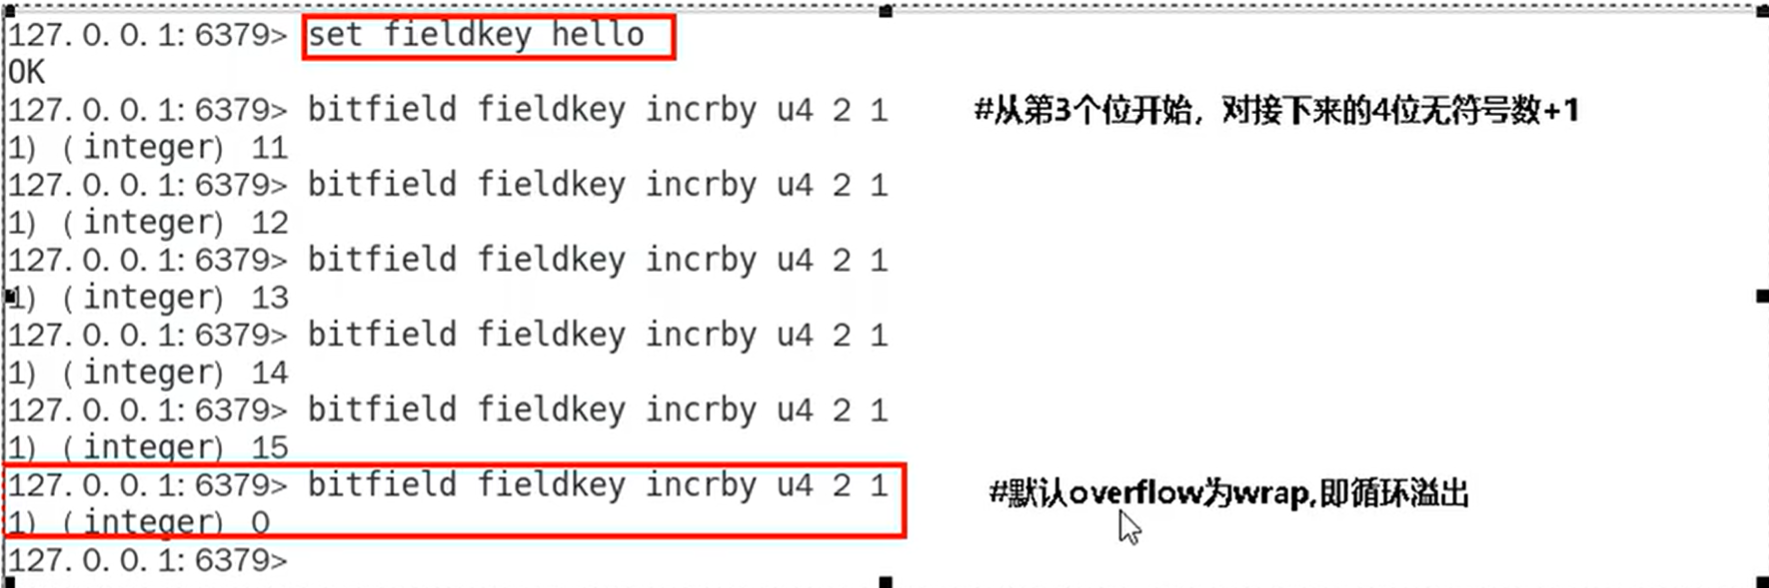 127.0.0.1:6379> set fieldkey hello
OK
127.0.0.1:6379> bitfield fieldkey incrby u4 2 1 #从第3个位开始，对接下来的4位无符号数+1
1) (integer) 11
127.0.0.1:6379> bitfield fieldkey incrby u4 2 1
1) (integer) 12
127.0.0.1:6379> bitfield fieldkey incrby u4 2 1
1) (integer) 13
127.0.0.1:6379> bitfield fieldkey incrby u4 2 1
1) (integer) 14
127.0.0.1:6379> bitfield fieldkey incrby u4 2 1
1) (integer) 15
127.0.0.1:6379> bitfield fieldkey incrby u4 2 1 #默认overflow为wrap,即循环溢出
1) (integer) 0
127.0.0.1:6379>